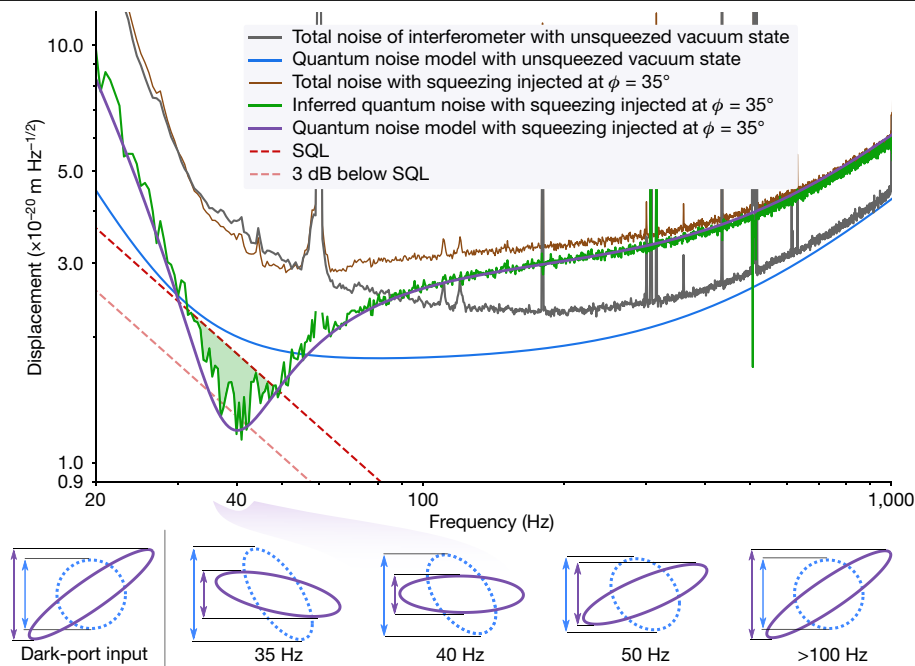 10.0
5.0
3.0
1.0
0.9
Displacement (×10⁻²⁰ m Hz⁻¹/²)
Total noise of interferometer with unsqueezed vacuum state
Quantum noise model with unsqueezed vacuum state
Total noise with squeezing injected at ϕ = 35°
Inferred quantum noise with squeezing injected at ϕ = 35°
Quantum noise model with squeezing injected at ϕ = 35°
SQL
3 dB below SQL
20 40 100 1,000
Frequency (Hz)
Dark-port input 35 Hz 40 Hz 50 Hz >100 Hz